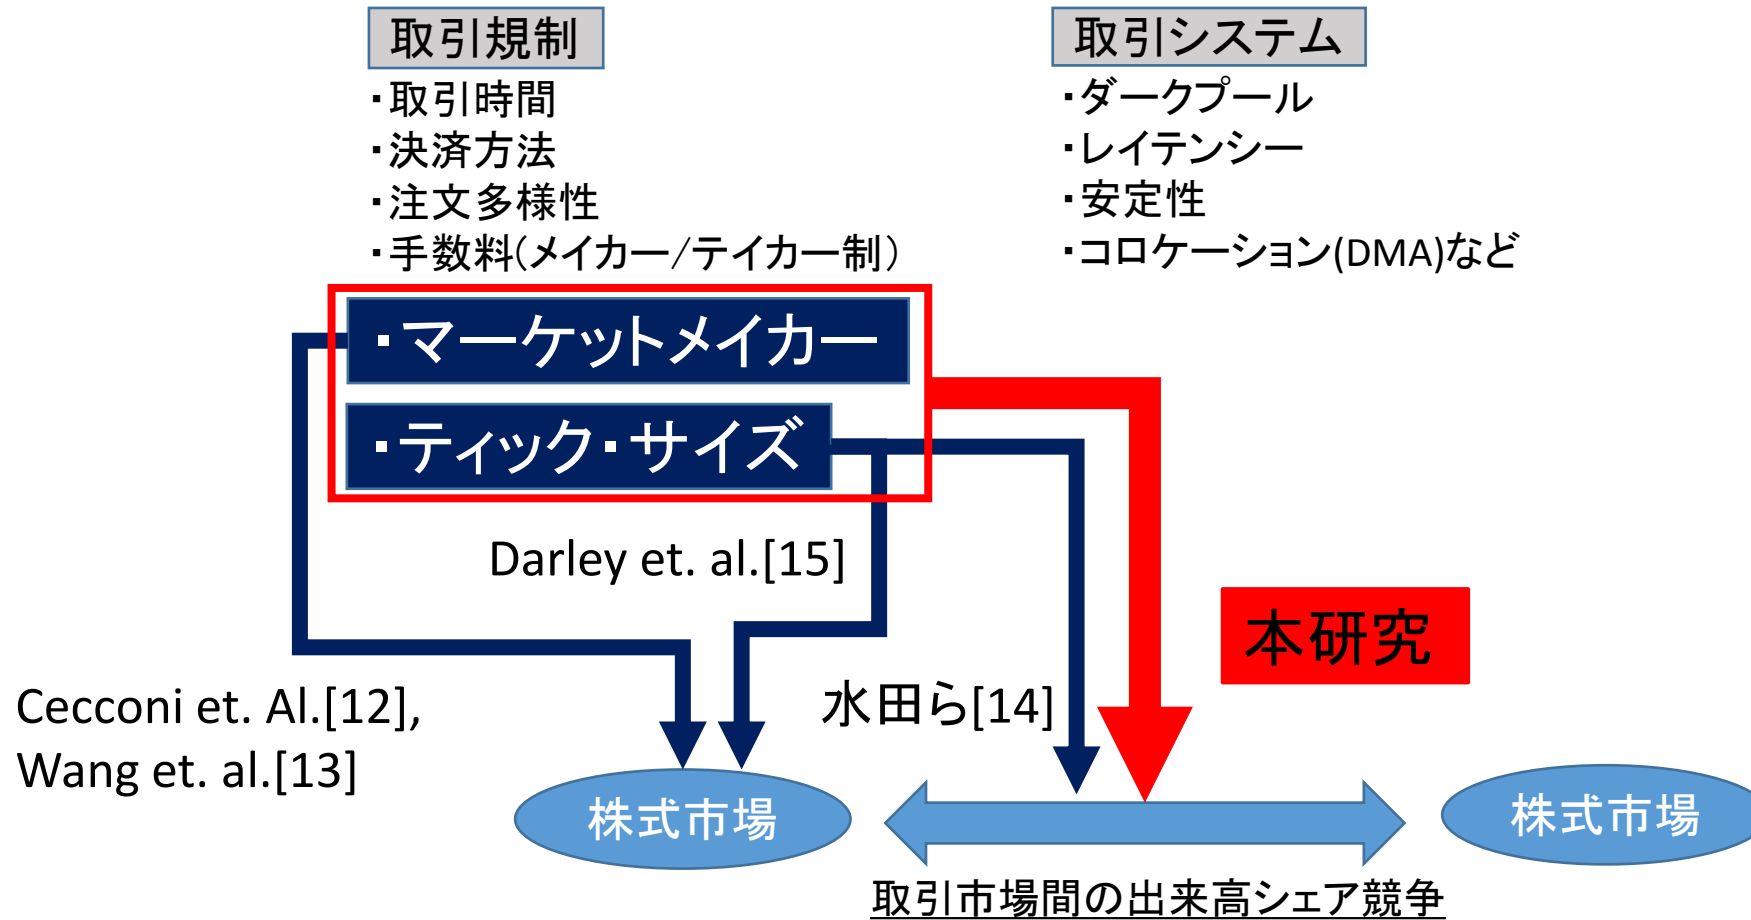 取引規制
・取引時間
・決済方法
・注文多様性
・手数料(メイカー/テイカー制)
・マーケットメイカー
・ティック・サイズ
取引システム
・ダークプール
・レイテンシー
・安定性
・コロケーション(DMA)など
Darley et. al.[15]
本研究
Cecconi et. Al.[12],
Wang et. al.[13]
水田ら[14]
株式市場
株式市場
取引市場間の出来高シェア競争